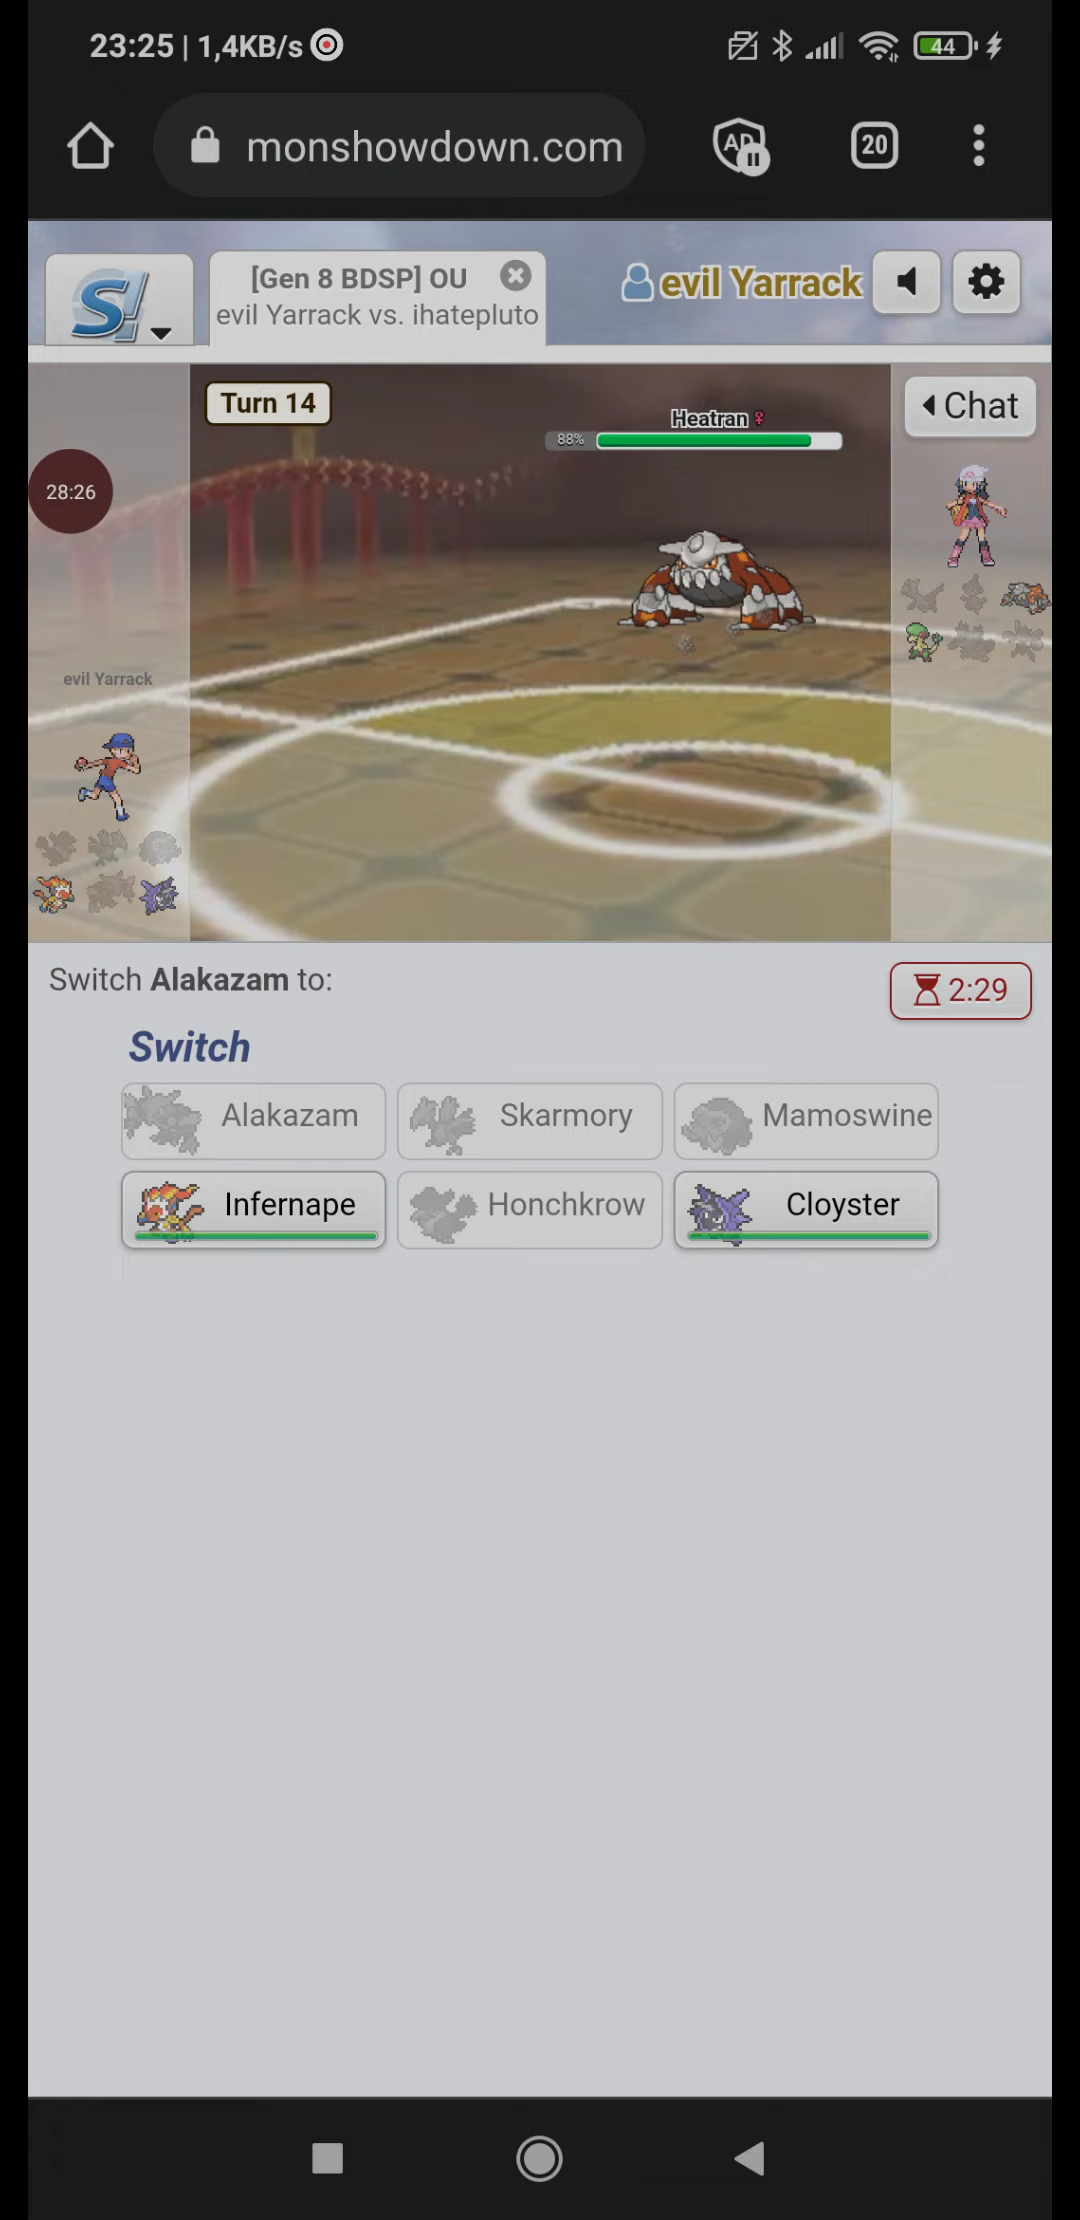 23:25 | 1,4KB/s
44
monshowdown.com
AD
20
S!
[Gen 8 BDSP] OU
evil Yarrack vs. ihatepluto
evil Yarrack
Turn 14
Heatran ♀
88%
Chat
28:26
evil Yarrack
Switch Alakazam to:
2:29
Switch
Alakazam
Skarmory
Mamoswine
Infernape
Honchkrow
Cloyster